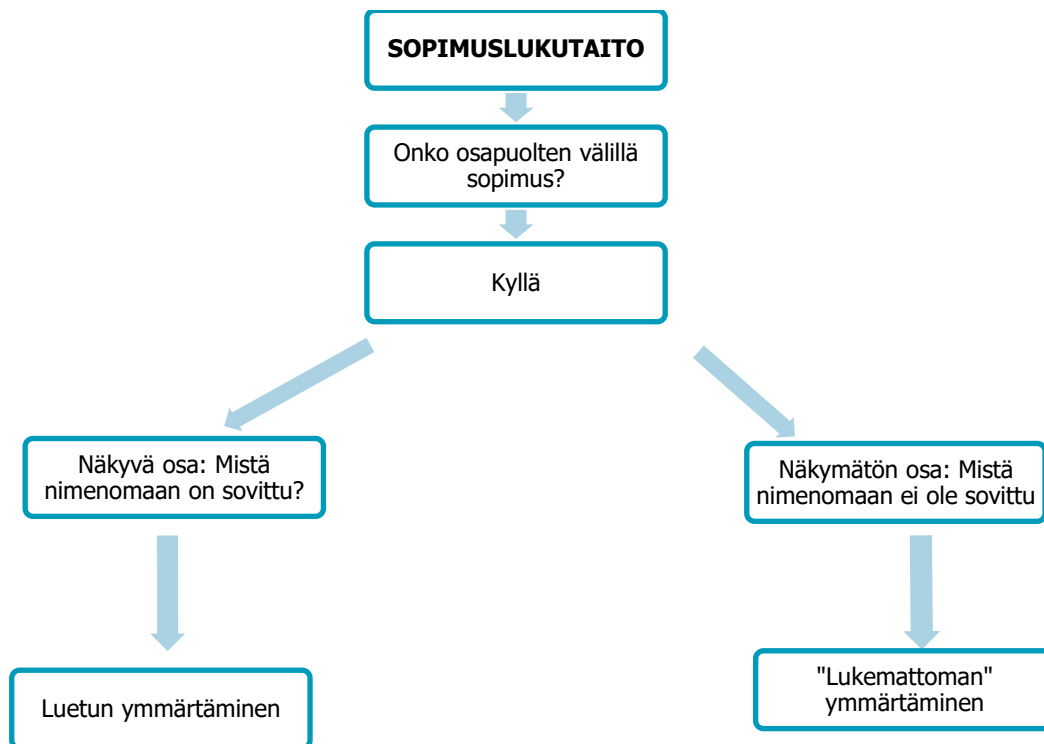 SOPIMUSLUKUTAITO
Onko osapuolten välillä
sopimus?
Kyllä
Näkyvä osa: Mistä
nimenomaan on sovittu?
Näkymätön osa: Mistä
nimenomaan ei ole sovittu
Luetun ymmärtäminen
"Lukemattoman"
ymmärtäminen